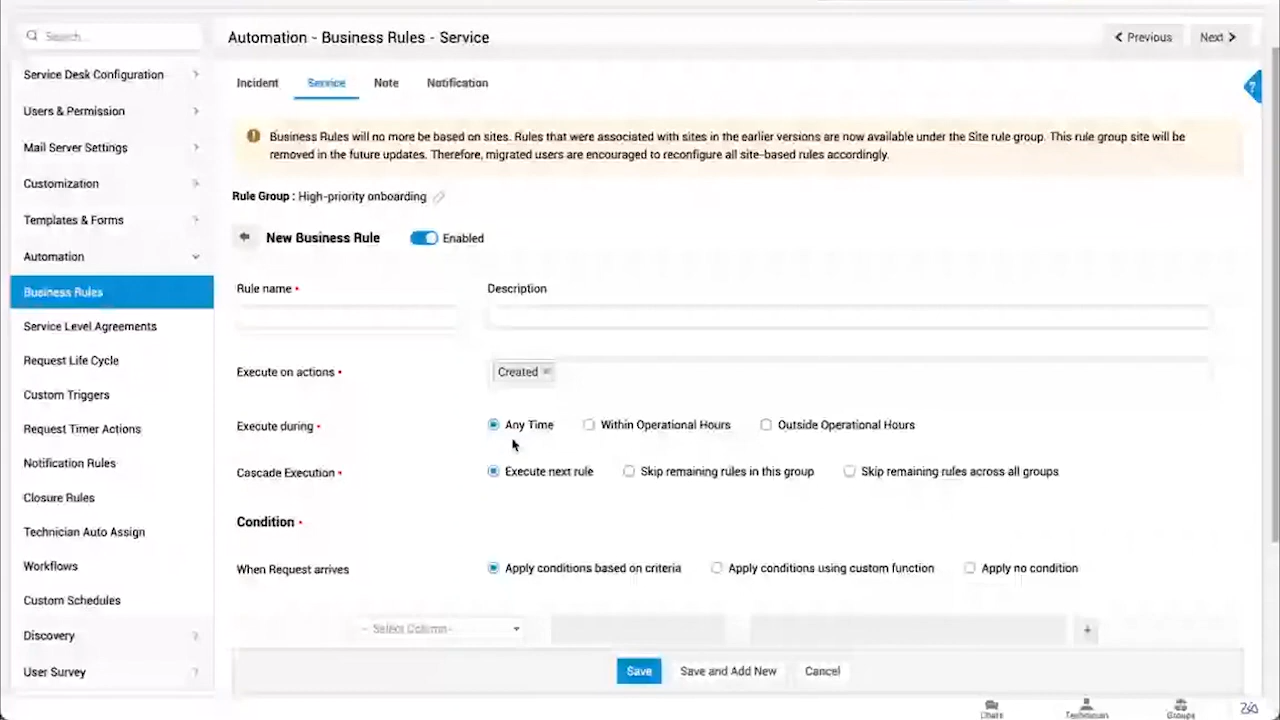 Search...
Automation - Business Rules - Service
Previous
Next
Service Desk Configuration
Users & Permission
Mail Server Settings
Customization
Templates & Forms
Automation
Business Rules
Service Level Agreements
Request Life Cycle
Custom Triggers
Request Timer Actions
Notification Rules
Closure Rules
Technician Auto Assign
Workflows
Custom Schedules
Discovery
User Survey
Incident
Service
Note
Notification
?
Business Rules will no more be based on sites. Rules that were associated with sites in the earlier versions are now available under the Site rule group. This rule group site will
removed in the future updates. Therefore, migrated users are encouraged to reconfigure all site-based rules accordingly.
Rule Group : High-priority onboarding
New Business Rule
Enabled
Rule name •
Description
Execute on actions •
Created
Execute during •
Any Time
Within Operational Hours
Outside Operational Hours
Cascade Execution •
Execute next rule
Skip remaining rules in this group
Skip remaining rules across all groups
Condition •
When Request arrives
Apply conditions based on criteria
Apply conditions using custom function
Apply no condition
-- Select Column--
+
Save
Save and Add New
Cancel
Chats
Technician
Groups